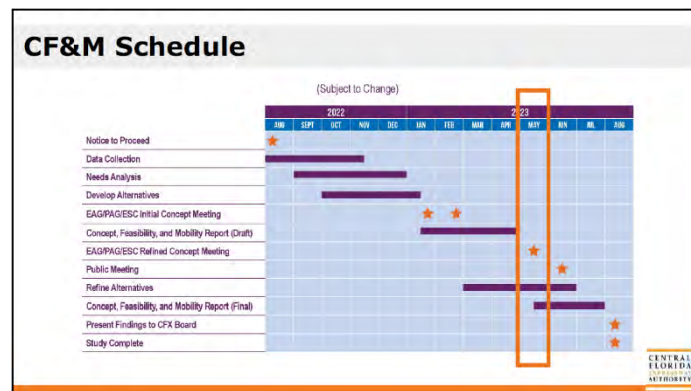 CF&M Schedule
(Subject to Change)
2022 2023
AUG SEPT OCT NOV DEC JAN FEB MAR APR MAY JUN JUL AUG
Notice to Proceed
Data Collection
Needs Analysis
Develop Alternatives
EAG/PAG/ESC Initial Concept Meeting
Concept, Feasibility, and Mobility Report (Draft)
EAG/PAG/ESC Refined Concept Meeting
Public Meeting
Refine Alternatives
Concept, Feasibility, and Mobility Report (Final)
Present Findings to CFX Board
Study Complete
CENTRAL
FLORIDA
EXPRESSWAY
AUTHORITY